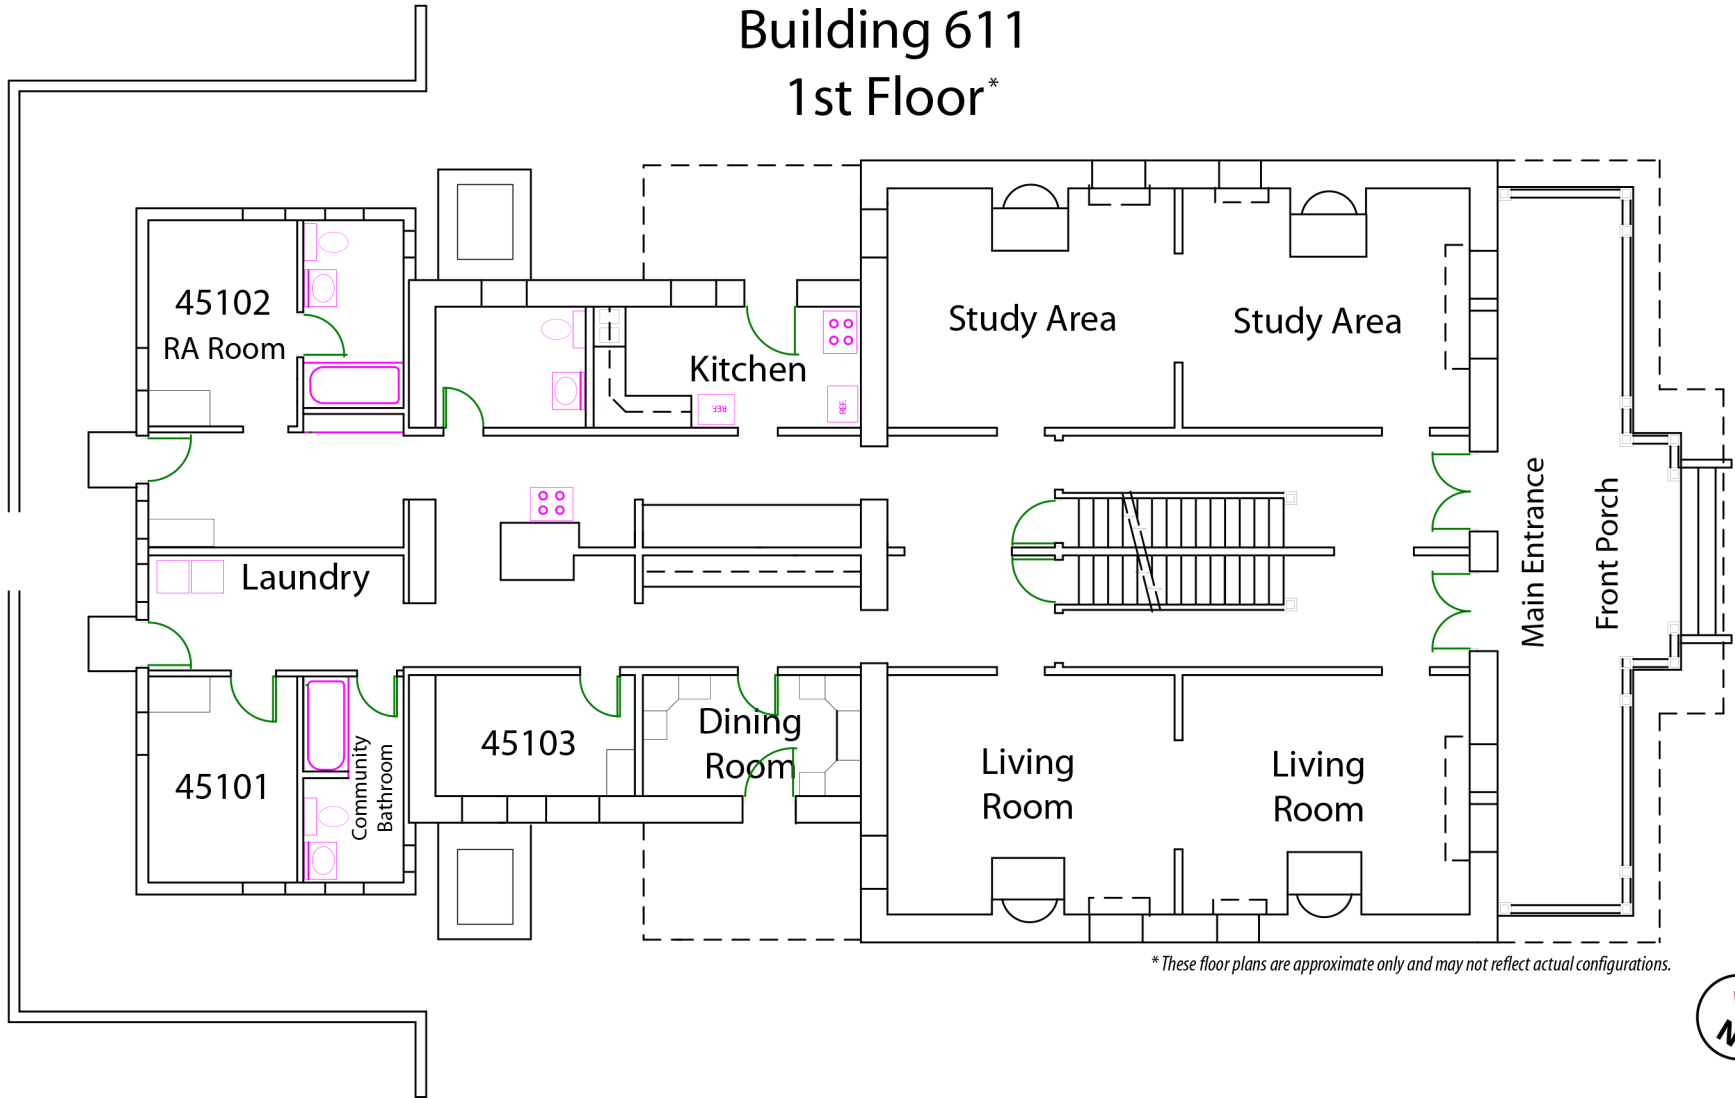 Building 611
1st Floor*
45102
RA Room
Kitchen
REF.
REF.
Study Area
Study Area
Laundry
Main Entrance
Front Porch
45101
Community
Bathroom
45103
Dining
Room
Living
Room
Living
Room
* These floor plans are approximate only and may not reflect actual configurations.